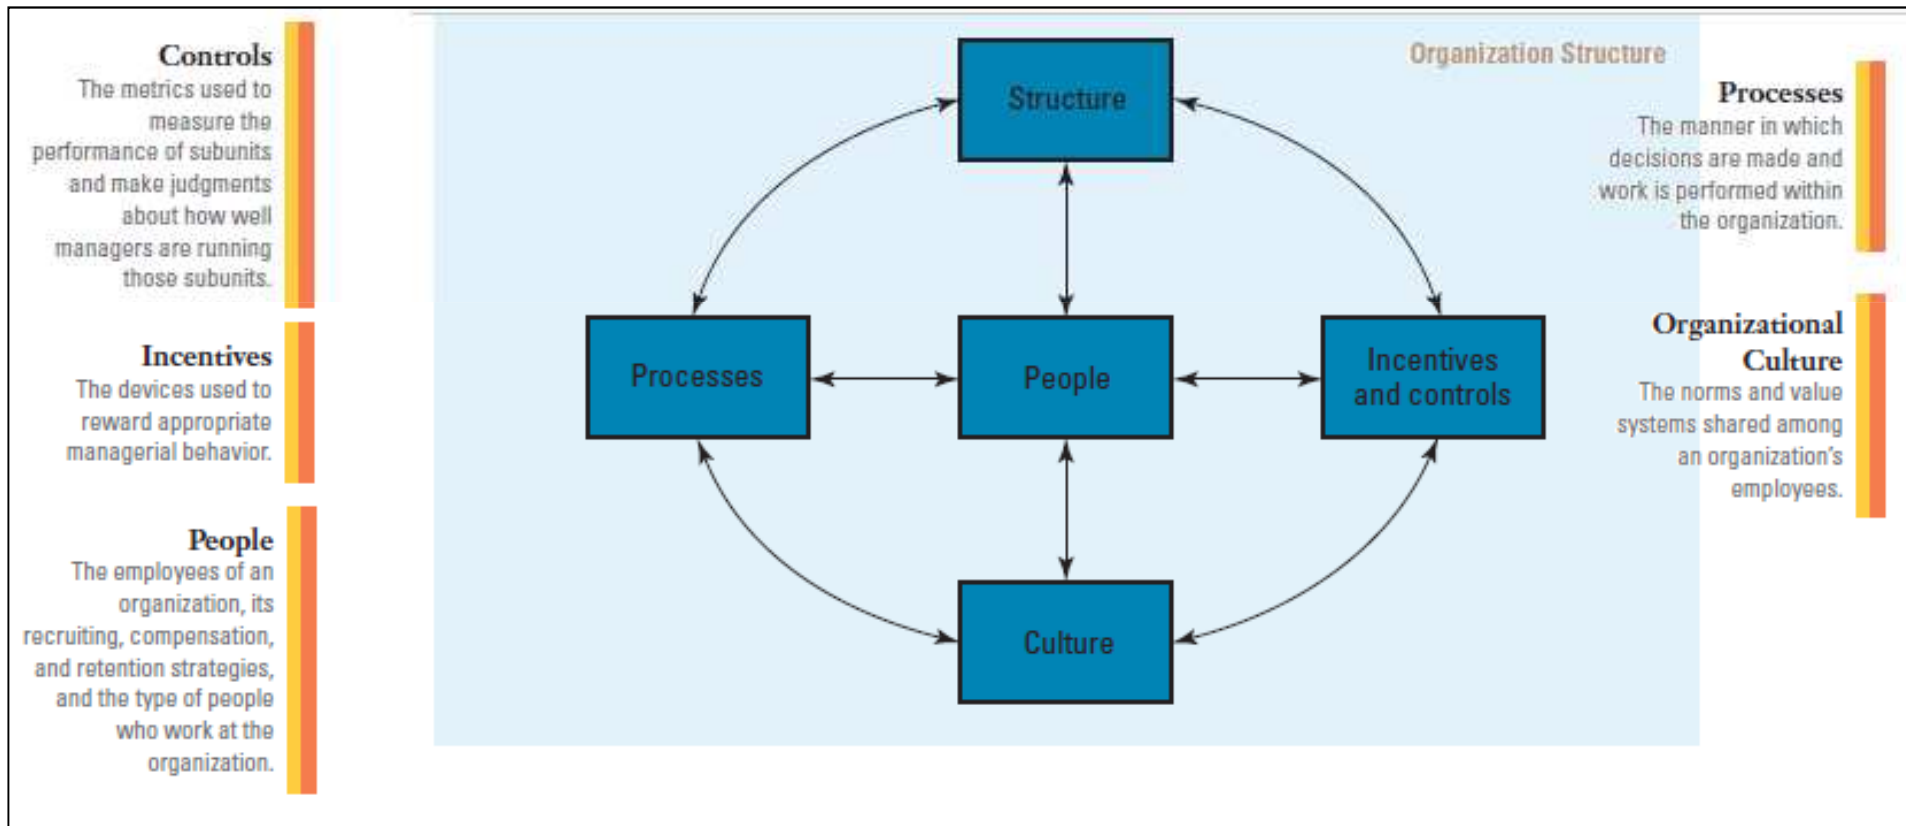 Controls
The metrics used to
measure the
performance of subunits
and make judgments
about how well
managers are running
those subunits.
Incentives
The devices used to
reward appropriate
managerial behavior.
People
The employees of an
organization, its
recruiting, compensation,
and retention strategies,
and the type of people
who work at the
organization.
Organization Structure
Structure
Processes
People
Incentives
and controls
Culture
Processes
The manner in which
decisions are made and
work is performed within
the organization.
Organizational
Culture
The norms and value
systems shared among
an organization's
employees.